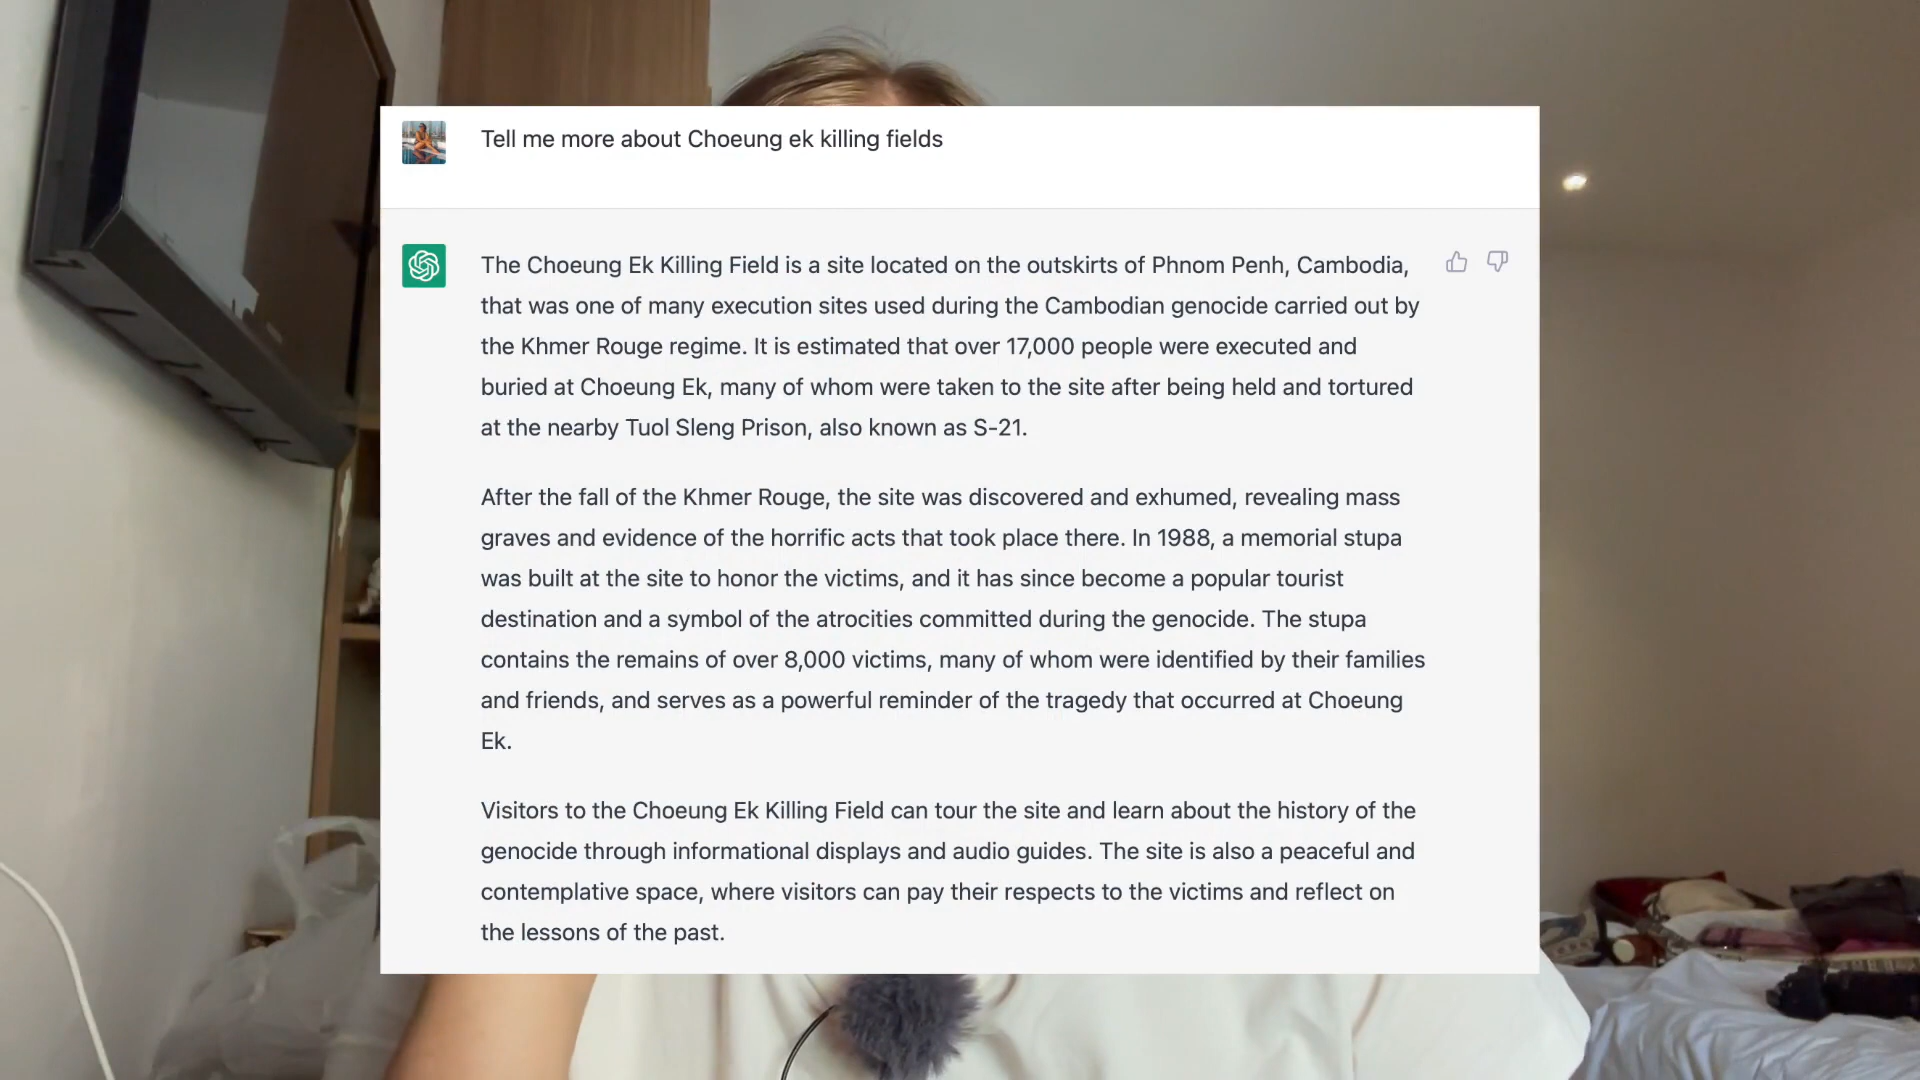 Tell me more about Choeung ek killing fields
The Choeung Ek Killing Field is a site located on the outskirts of Phnom Penh, Cambodia,
that was one of many execution sites used during the Cambodian genocide carried out by
the Khmer Rouge regime. It is estimated that over 17,000 people were executed and
buried at Choeung Ek, many of whom were taken to the site after being held and tortured
at the nearby Tuol Sleng Prison, also known as S-21.
After the fall of the Khmer Rouge, the site was discovered and exhumed, revealing mass
graves and evidence of the horrific acts that took place there. In 1988, a memorial stupa
was built at the site to honor the victims, and it has since become a popular tourist
destination and a symbol of the atrocities committed during the genocide. The stupa
contains the remains of over 8,000 victims, many of whom were identified by their families
and friends, and serves as a powerful reminder of the tragedy that occurred at Choeung
Ek.
Visitors to the Choeung Ek Killing Field can tour the site and learn about the history of the
genocide through informational displays and audio guides. The site is also a peaceful and
contemplative space, where visitors can pay their respects to the victims and reflect on
the lessons of the past.